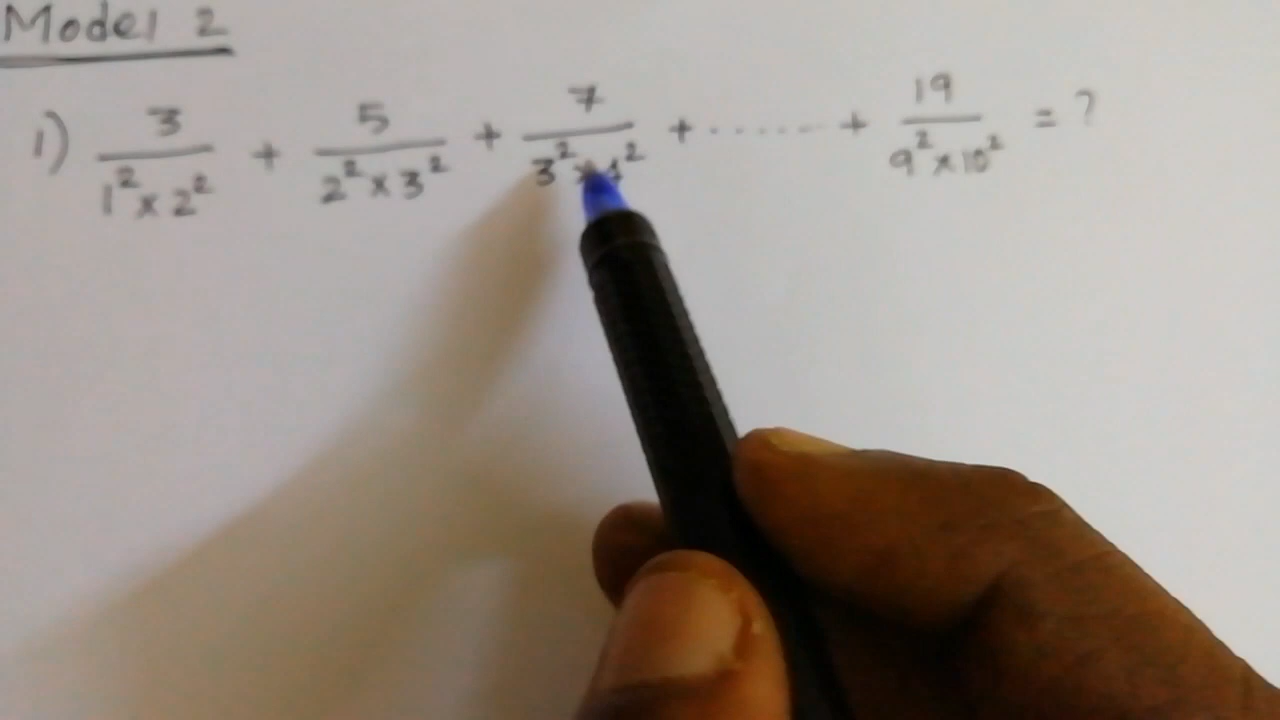 Model 2
1) 3/(1² x 2²) + 5/(2² x 3²) + 7/(3² x 4²) + ....... + 19/(9² x 10²) = ?